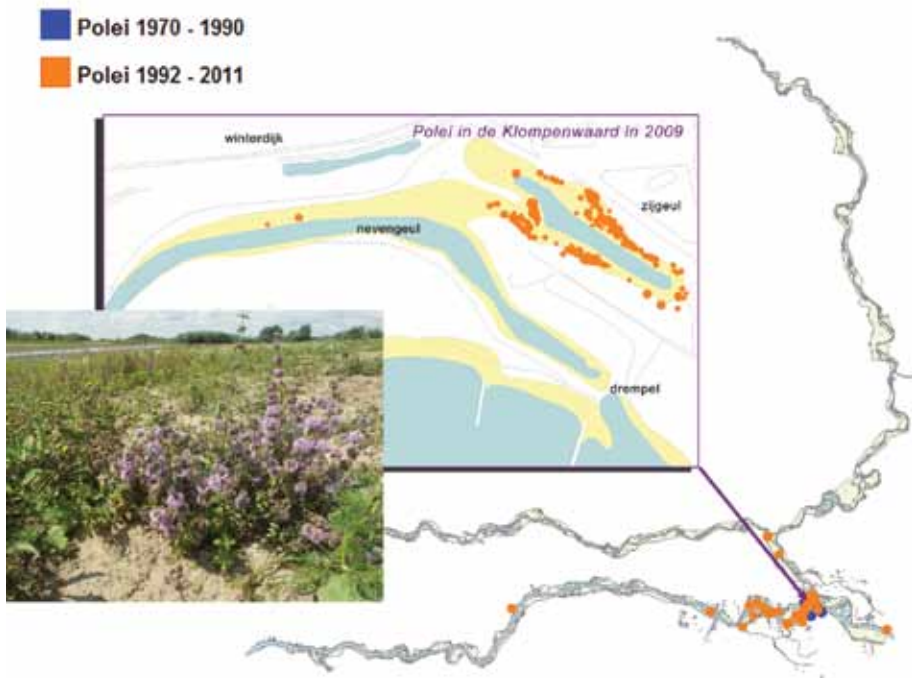 Polei 1970 - 1990
Polei 1992 - 2011
Polei in de Klompenwaard in 2009
winterdijk
zijgeul
nevengeul
drempel